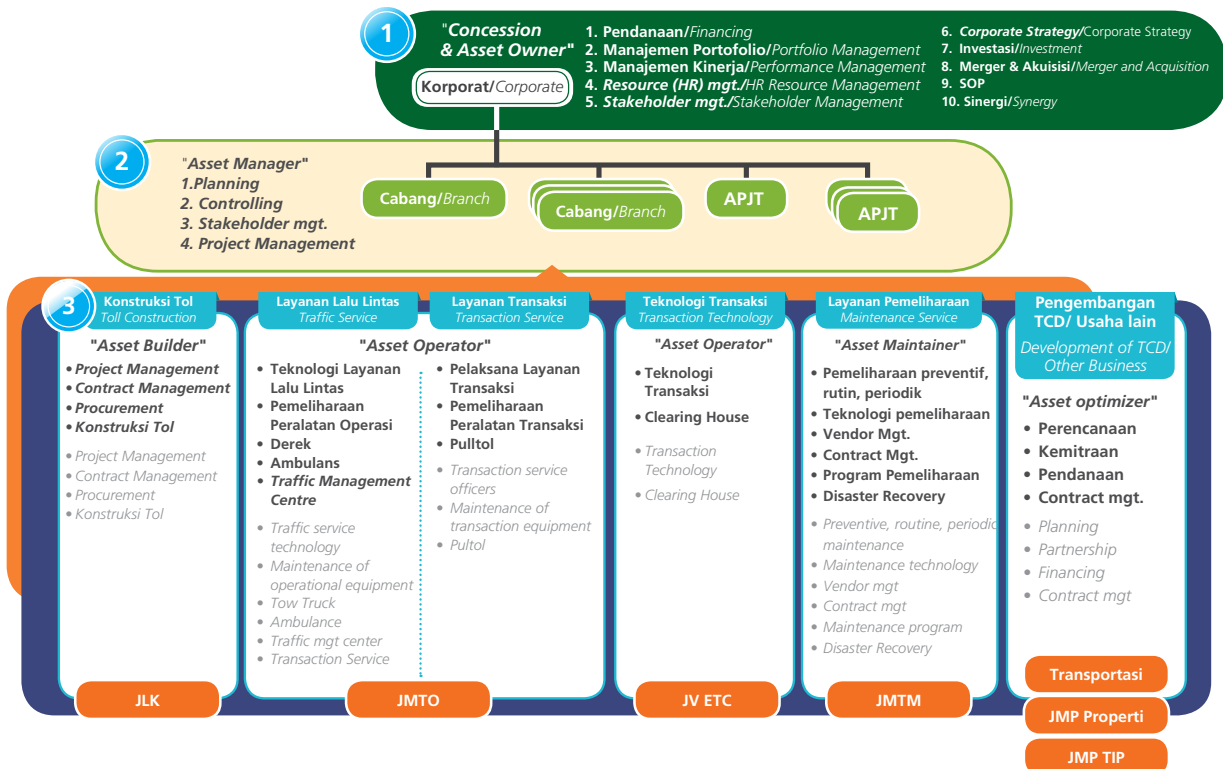 1
"Concession
& Asset Owner"
Korporat/Corporate
1. Pendanaan/Financing
2. Manajemen Portofolio/Portfolio Management
3. Manajemen Kinerja/Performance Management
4. Resource (HR) mgt./HR Resource Management
5. Stakeholder mgt./Stakeholder Management
6. Corporate Strategy/Corporate Strategy
7. Investasi/Investment
8. Merger & Akuisisi/Merger and Acquisition
9. SOP
10. Sinergi/Synergy
2
"Asset Manager"
1.Planning
2. Controlling
3. Stakeholder mgt.
4. Project Management
Cabang/Branch
Cabang/Branch
APJT
APJT
3
Konstruksi Tol
Toll Construction
"Asset Builder"
• Project Management
• Contract Management
• Procurement
• Konstruksi Tol
• Project Management
• Contract Management
• Procurement
• Konstruksi Tol
JLK
Layanan Lalu Lintas
Traffic Service
Layanan Transaksi
Transaction Service
"Asset Operator"
• Teknologi Layanan
Lalu Lintas
• Pemeliharaan
Peralatan Operasi
• Derek
• Ambulans
• Traffic Management
Centre
• Traffic service
technology
• Maintenance of
operational equipment
• Tow Truck
• Ambulance
• Traffic mgt center
• Transaction Service
• Pelaksana Layanan
Transaksi
• Pemeliharaan
Peralatan Transaksi
• Pulltol
• Transaction service
officers
• Maintenance of
transaction equipment
• Pultol
JMTO
Teknologi Transaksi
Transaction Technology
"Asset Operator"
• Teknologi
Transaksi
• Clearing House
• Transaction
Technology
• Clearing House
JV ETC
Layanan Pemeliharaan
Maintenance Service
"Asset Maintainer"
• Pemeliharaan preventif,
rutin, periodik
• Teknologi pemeliharaan
• Vendor Mgt.
• Contract Mgt.
• Program Pemeliharaan
• Disaster Recovery
• Preventive, routine, periodic
maintenance
• Maintenance technology
• Vendor mgt
• Contract mgt
• Maintenance program
• Disaster Recovery
JMTM
Pengembangan
TCD/ Usaha lain
Development of TCD/
Other Business
"Asset optimizer"
• Perencanaan
• Kemitraan
• Pendanaan
• Contract mgt.
• Planning
• Partnership
• Financing
• Contract mgt
Transportasi
JMP Properti
JMP TIP